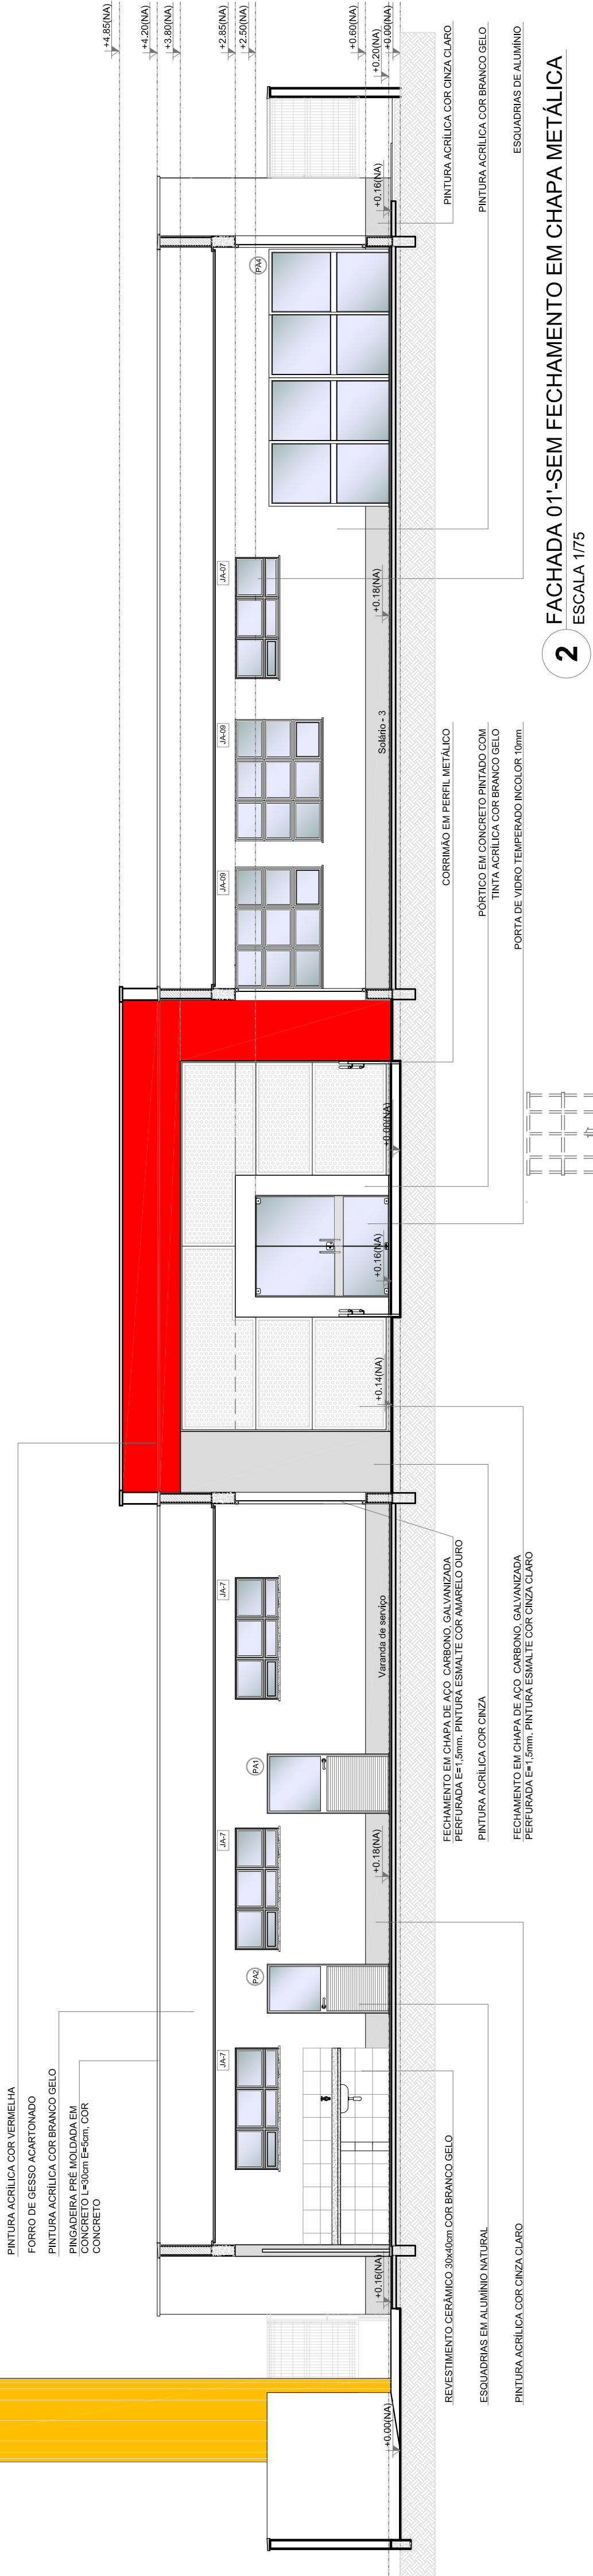 PINTURA ACRÍLICA COR VERMELHA
FORRO DE GESSO ACARTONADO
PINTURA ACRÍLICA COR BRANCO GELO
PINGADEIRA PRÉ MOLDADA EM
CONCRETO L=30cm E=5cm, COR
CONCRETO
+4.85(NA)
+4.20(NA)
+3.80(NA)
+2.85(NA)
+2.50(NA)
+0.60(NA)
+0.20(NA)
+0.00(NA)
JA-7
PA2
JA-7
PA1
JA-7
JA-09
JA-09
JA-07
PA4
+0.00(NA)
+0.16(NA)
+0.18(NA)
Varanda de serviço
+0.14(NA)
+0.16(NA)
+0.00(NA)
Solário - 3
+0.18(NA)
+0.16(NA)
REVESTIMENTO CERÂMICO 30x40cm COR BRANCO GELO
ESQUADRIAS EM ALUMÍNIO NATURAL
PINTURA ACRÍLICA COR CINZA CLARO
FECHAMENTO EM CHAPA DE AÇO CARBONO, GALVANIZADA
PERFURADA E=1,5mm. PINTURA ESMALTE COR AMARELO OURO
PINTURA ACRÍLICA COR CINZA
FECHAMENTO EM CHAPA DE AÇO CARBONO, GALVANIZADA
PERFURADA E=1,5mm. PINTURA ESMALTE COR CINZA CLARO
CORRIMÃO EM PERFIL METÁLICO
PÓRTICO EM CONCRETO PINTADO COM
TINTA ACRÍLICA COR BRANCO GELO
PORTA DE VIDRO TEMPERADO INCOLOR 10mm
PINTURA ACRÍLICA COR CINZA CLARO
PINTURA ACRÍLICA COR BRANCO GELO
ESQUADRIAS DE ALUMÍNIO
2
FACHADA 01'-SEM FECHAMENTO EM CHAPA METÁLICA
ESCALA 1/75